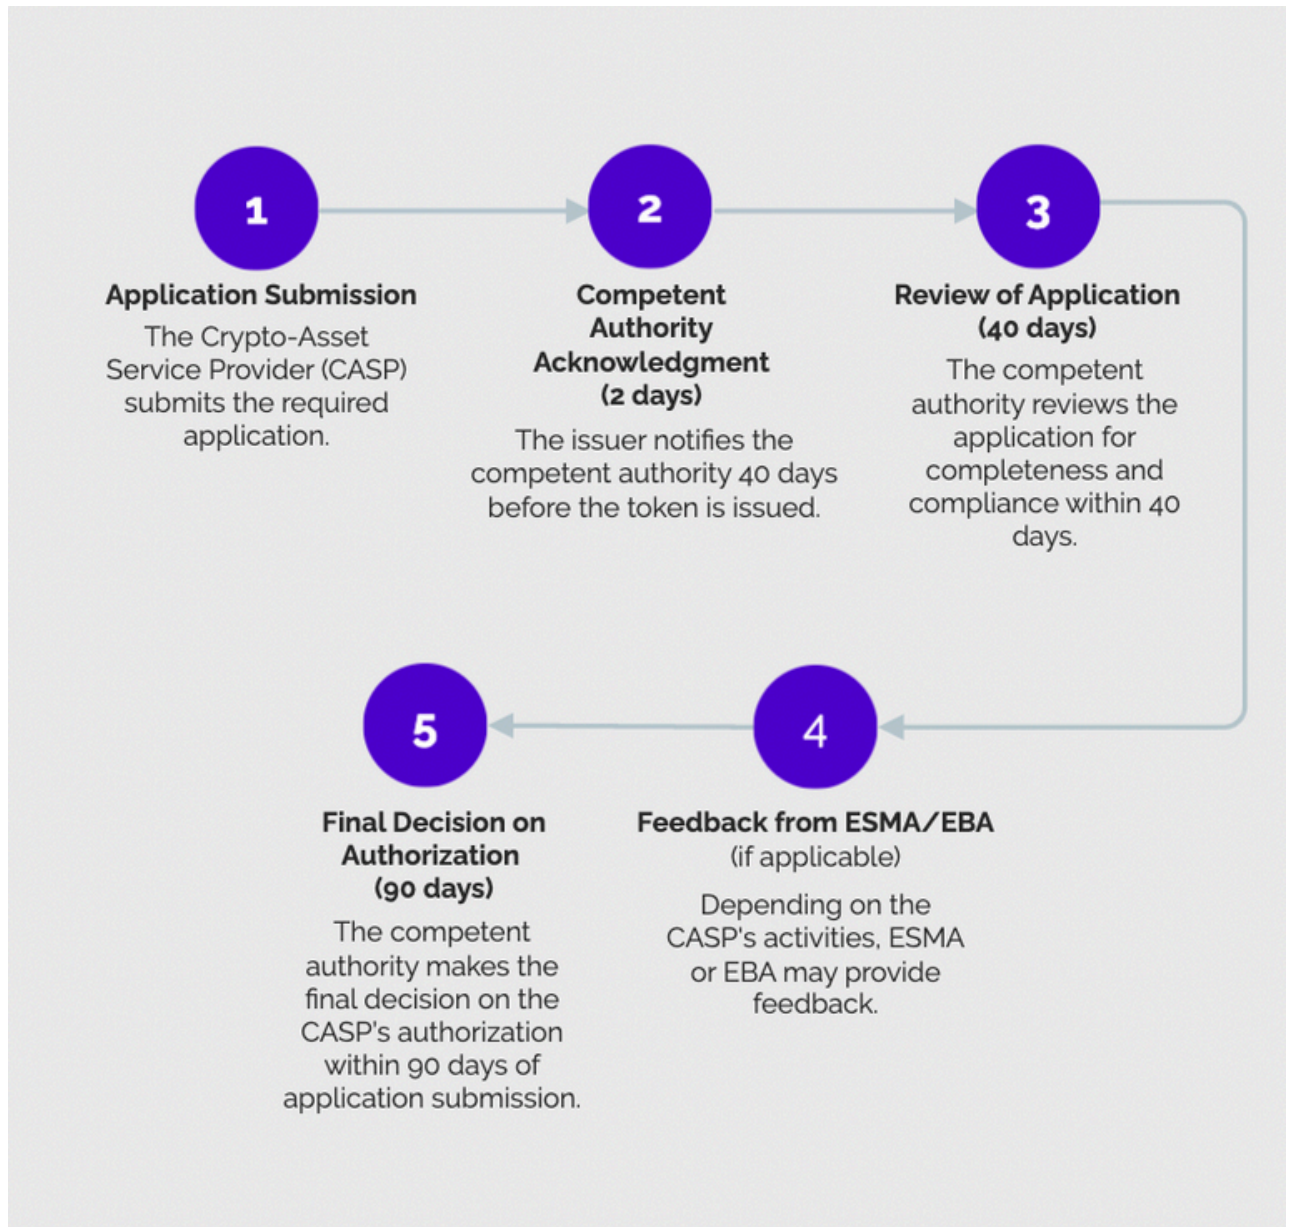 1
Application Submission
The Crypto-Asset
Service Provider (CASP)
submits the required
application.
2
Competent
Authority
Acknowledgment
(2 days)
The issuer notifies the
competent authority 40 days
before the token is issued.
3
Review of Application
(40 days)
The competent
authority reviews the
application for
completeness and
compliance within 40
days.
4
Feedback from ESMA/EBA
(if applicable)
Depending on the
CASP's activities, ESMA
or EBA may provide
feedback.
5
Final Decision on
Authorization
(90 days)
The competent
authority makes the
final decision on the
CASP's authorization
within 90 days of
application submission.